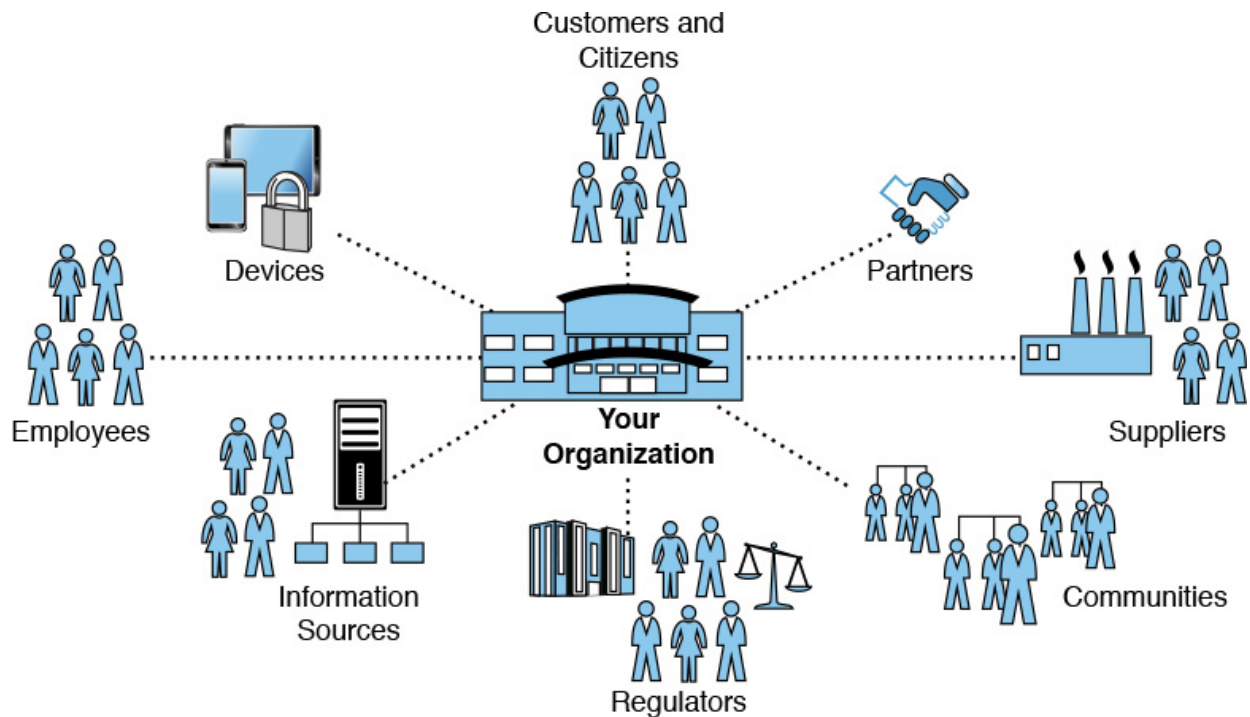 Customers and
Citizens
Devices
Partners
Employees
Your
Organization
Suppliers
Information
Sources
Communities
Regulators